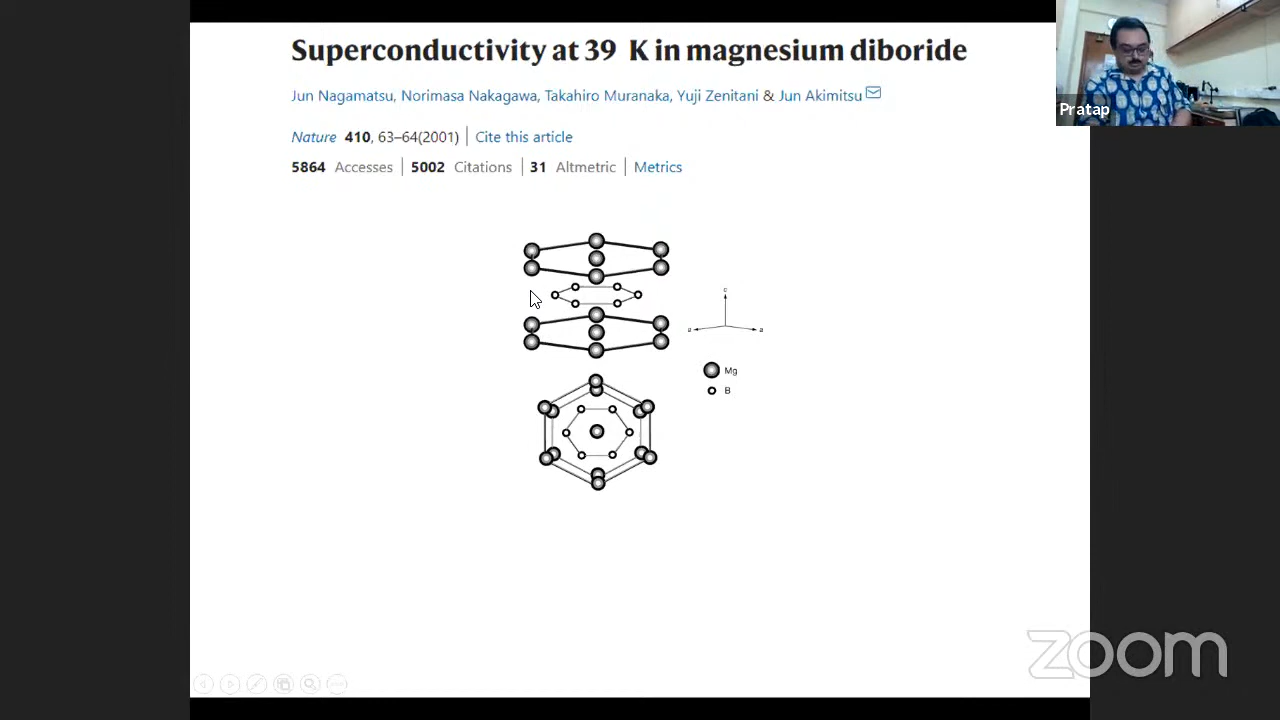 Superconductivity at 39 K in magnesium diboride
Jun Nagamatsu, Norimasa Nakagawa, Takahiro Muranaka, Yuji Zenitani & Jun Akimitsu
Nature 410, 63–64(2001) | Cite this article
5864 Accesses | 5002 Citations | 31 Altmetric | Metrics
c
a a
Mg
B
Pratap
zoom